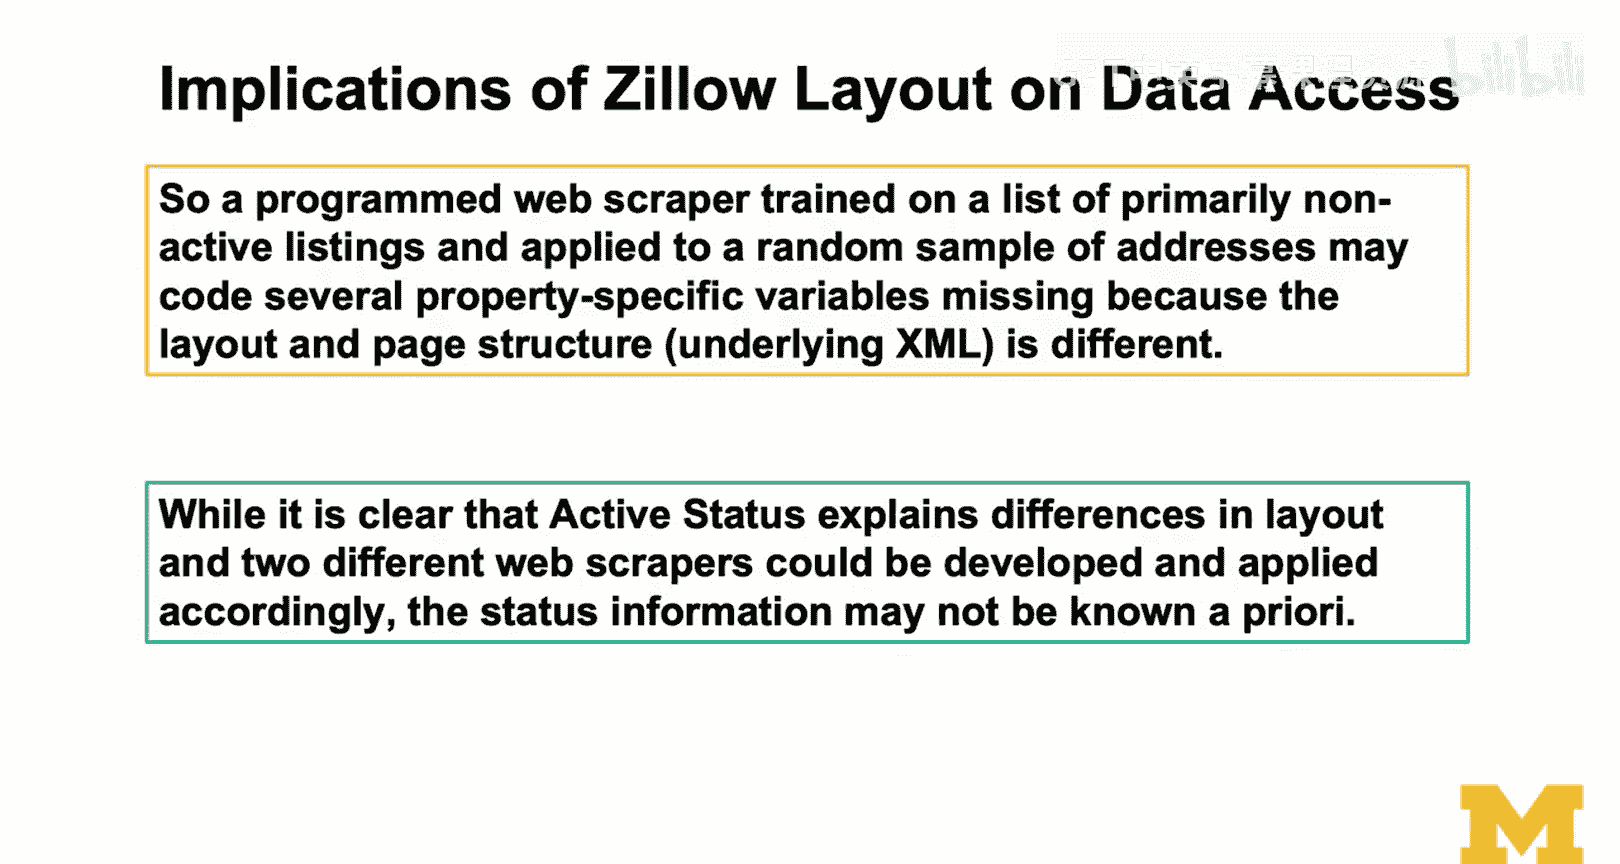 Implications of Zillow Layout on Data Access
bilibili
So a programmed web scraper trained on a list of primarily non-
active listings and applied to a random sample of addresses may
code several property-specific variables missing because the
layout and page structure (underlying XML) is different.
While it is clear that Active Status explains differences in layout
and two different web scrapers could be developed and applied
accordingly, the status information may not be known a priori.
M